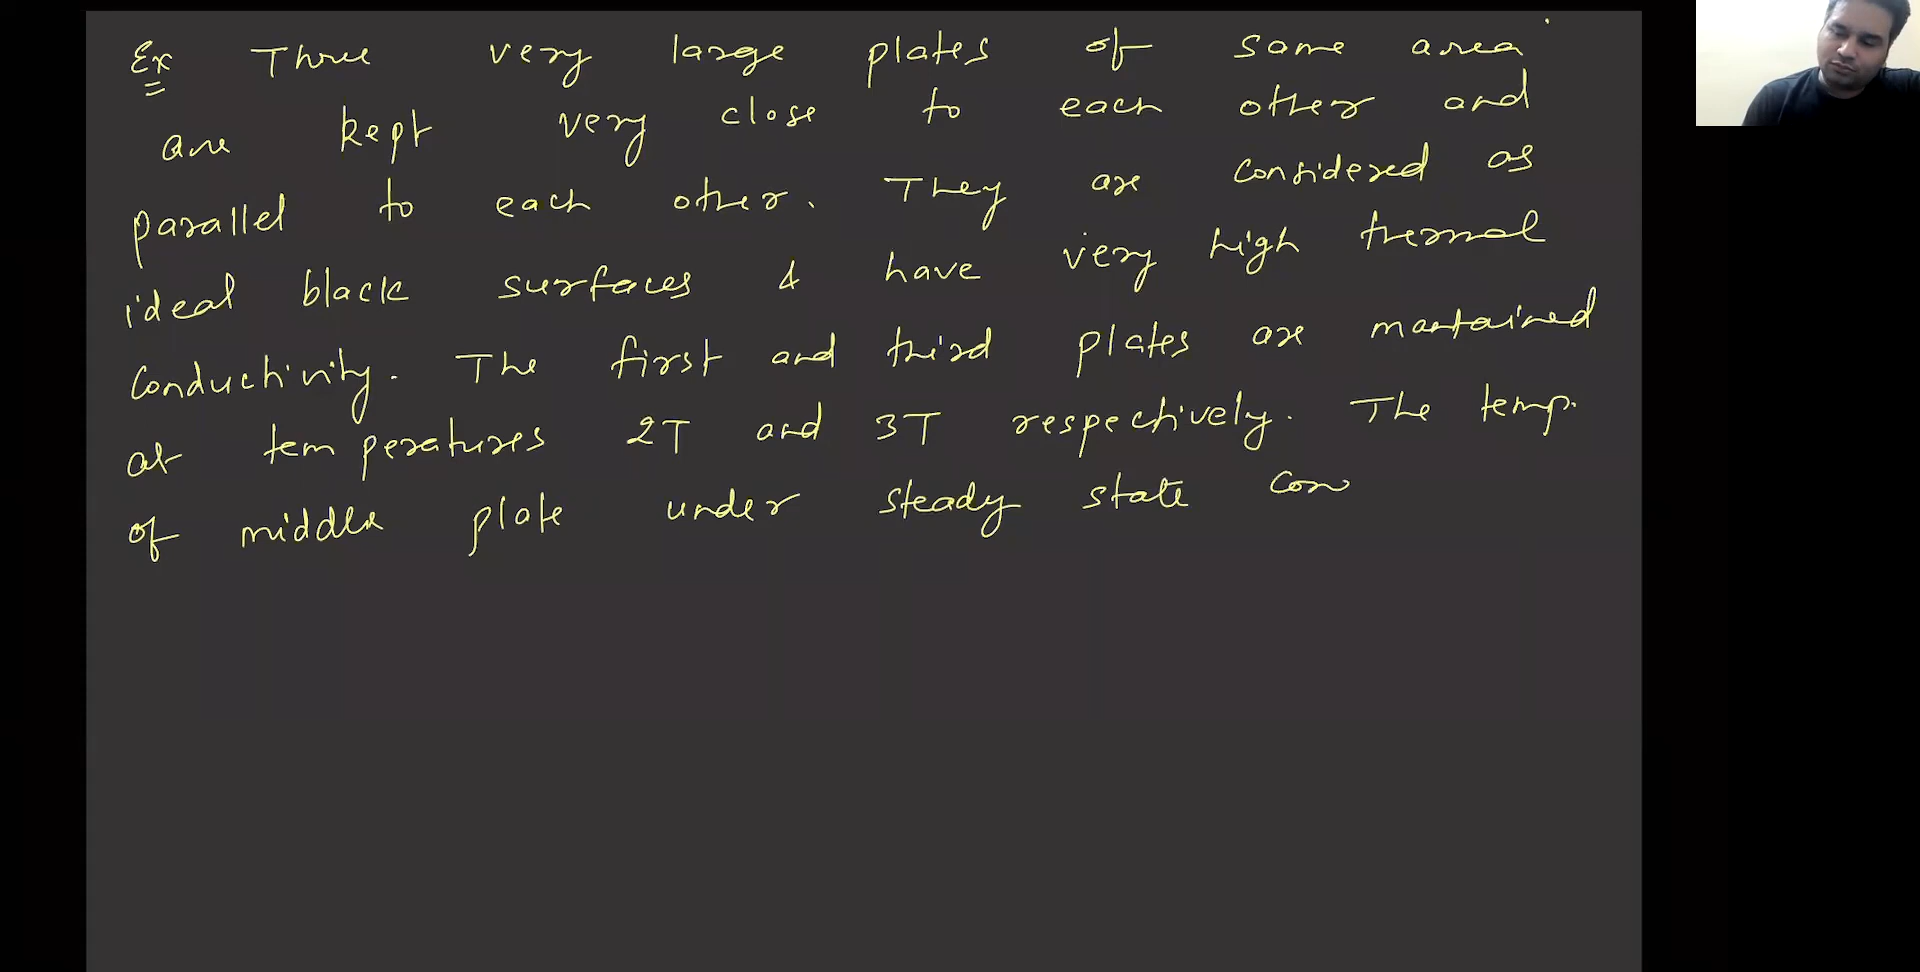 Ex Three very large plates of same area
are kept very close to each other and
parallel to each other. They are considered as
ideal black surfaces & have very high thermal
conductivity. The first and third plates are maintained
at temperatures 2T and 3T respectively. The temp.
of middle plate under steady state con